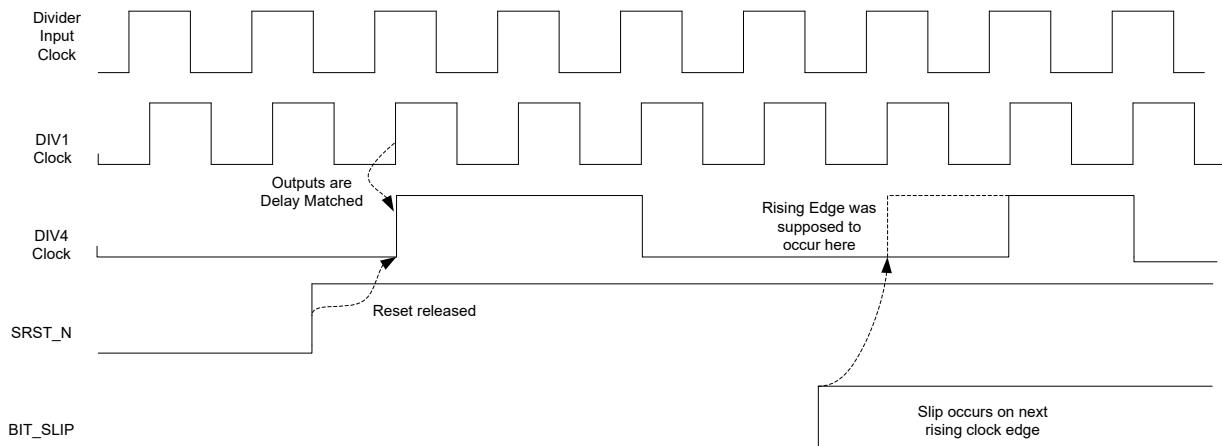 Divider
Input
Clock
DIV1
Clock
Outputs are
Delay Matched
Rising Edge was
supposed to
occur here
DIV4
Clock
Reset released
SRST_N
Slip occurs on next
rising clock edge
BIT_SLIP